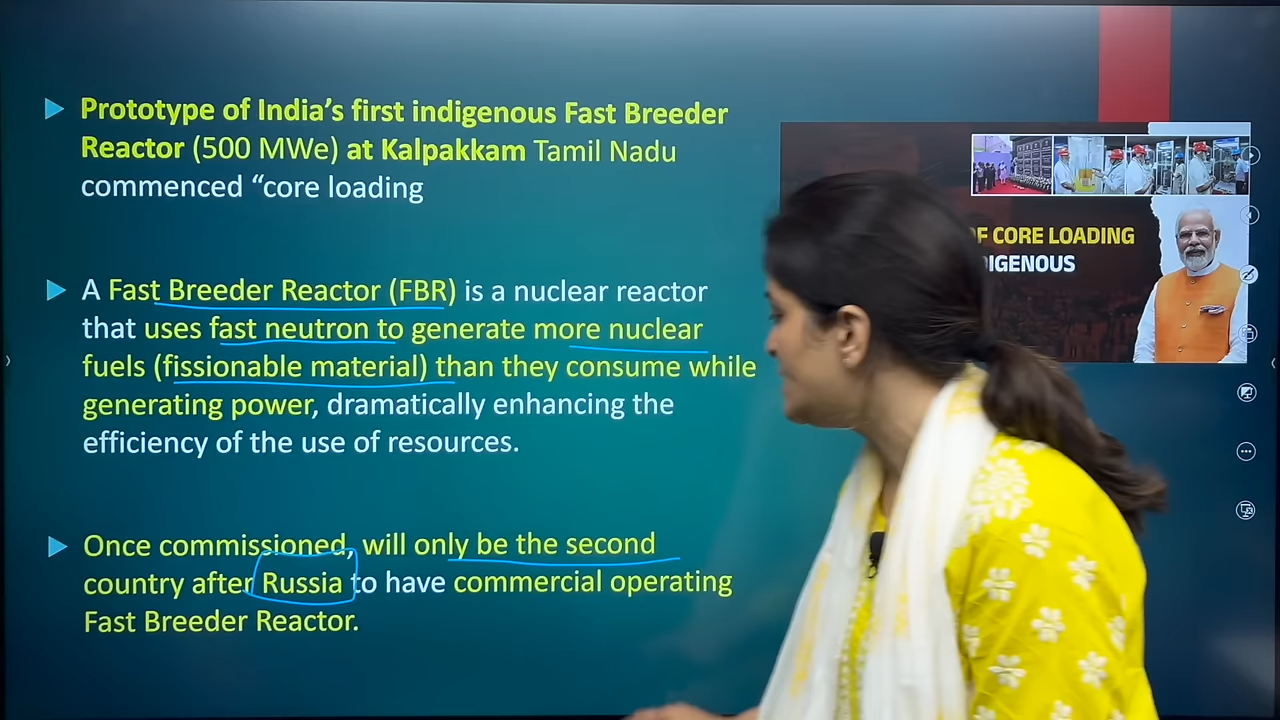 Prototype of India’s first indigenous Fast Breeder
Reactor (500 MWe) at Kalpakkam Tamil Nadu
commenced “core loading
A Fast Breeder Reactor (FBR) is a nuclear reactor
that uses fast neutron to generate more nuclear
fuels (fissionable material) than they consume while
generating power, dramatically enhancing the
efficiency of the use of resources.
Once commissioned, will only be the second
country after Russia to have commercial operating
Fast Breeder Reactor.
CORE LOADING